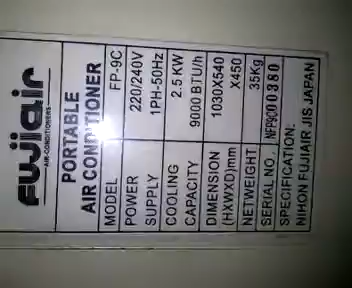 FUJIair
AIR-CONDITIONERS
PORTABLE
AIR CONDITIONER
MODEL FP-9C
POWER 220/240V
SUPPLY 1PH-50Hz
COOLING 2.5 KW
CAPACITY 9000 BTU/h
DIMENSION 1030X540
(HXWXD)mm X450
NETWEIGHT 35Kg
SERIAL NO. NFP9C000380
SPECIFICATION:
NIHON FUJIAIR JIS JAPAN